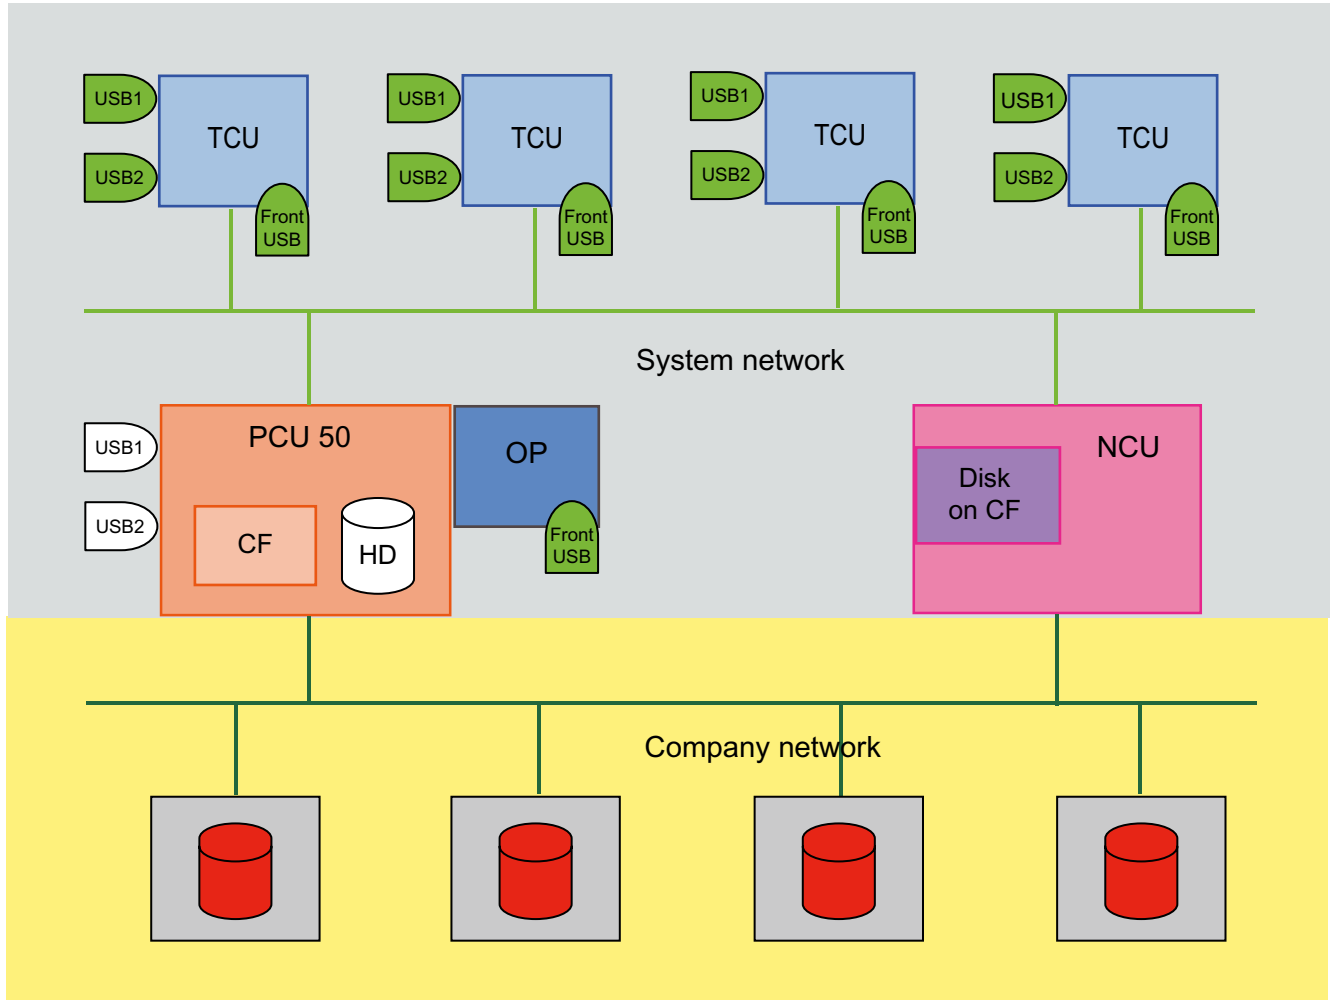 USB1
USB2
TCU
Front
USB
USB1
USB2
TCU
Front
USB
USB1
USB2
TCU
Front
USB
USB1
USB2
TCU
Front
USB
System network
USB1
USB2
PCU 50
CF
HD
OP
Front
USB
NCU
Disk
on CF
Company network